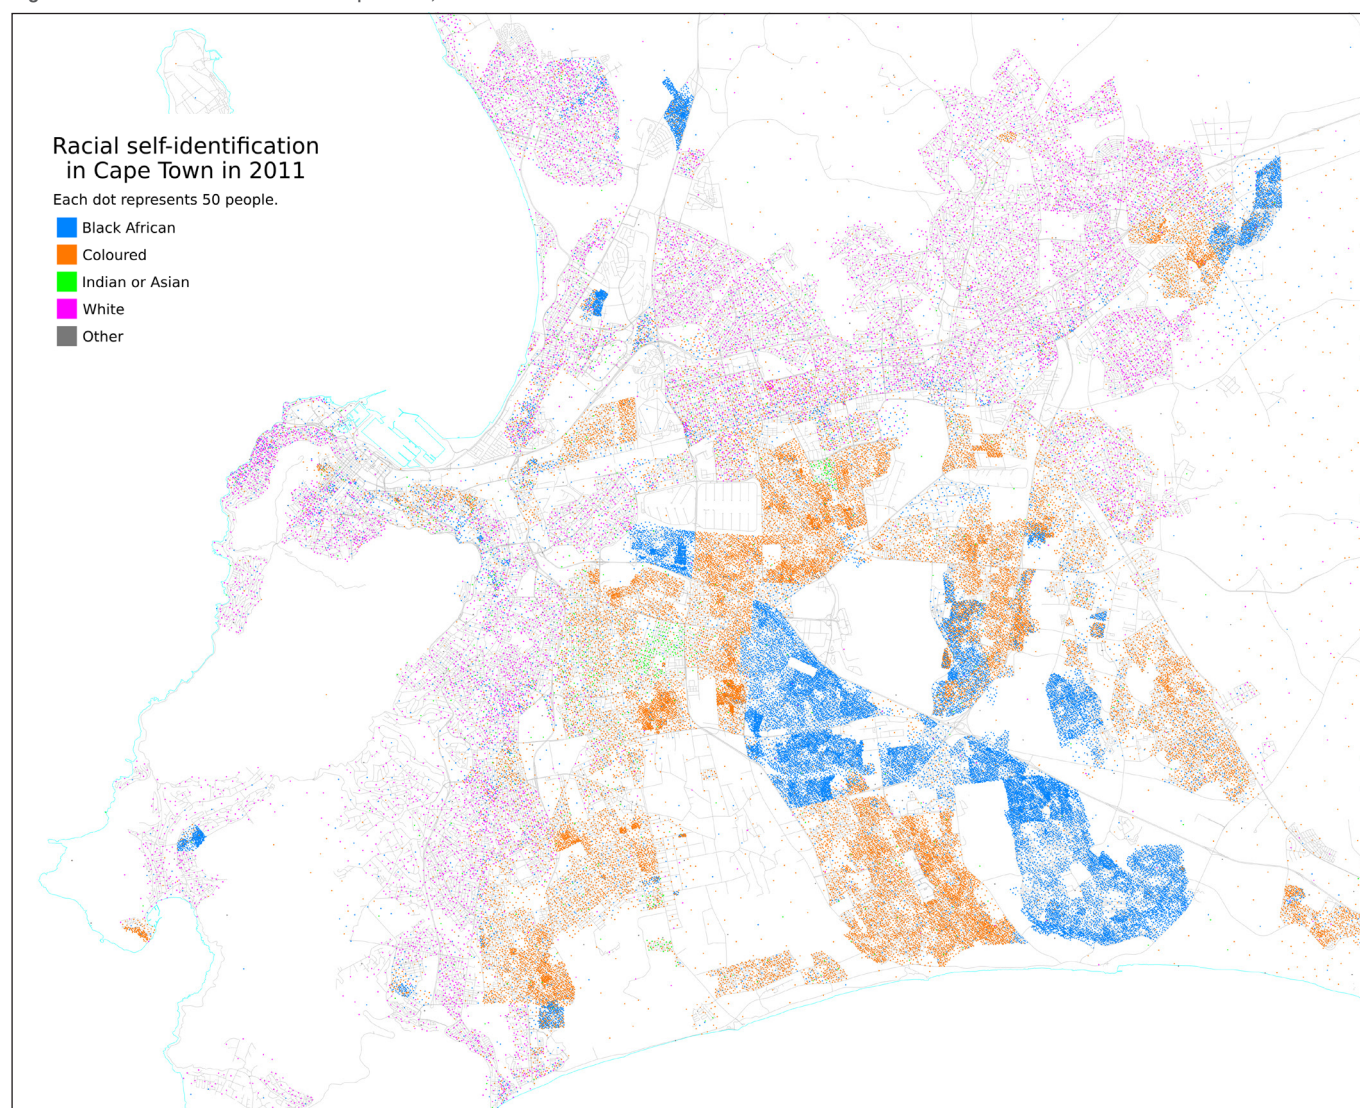 Racial self-identification
in Cape Town in 2011
Each dot represents 50 people.
Black African
Coloured
Indian or Asian
White
Other